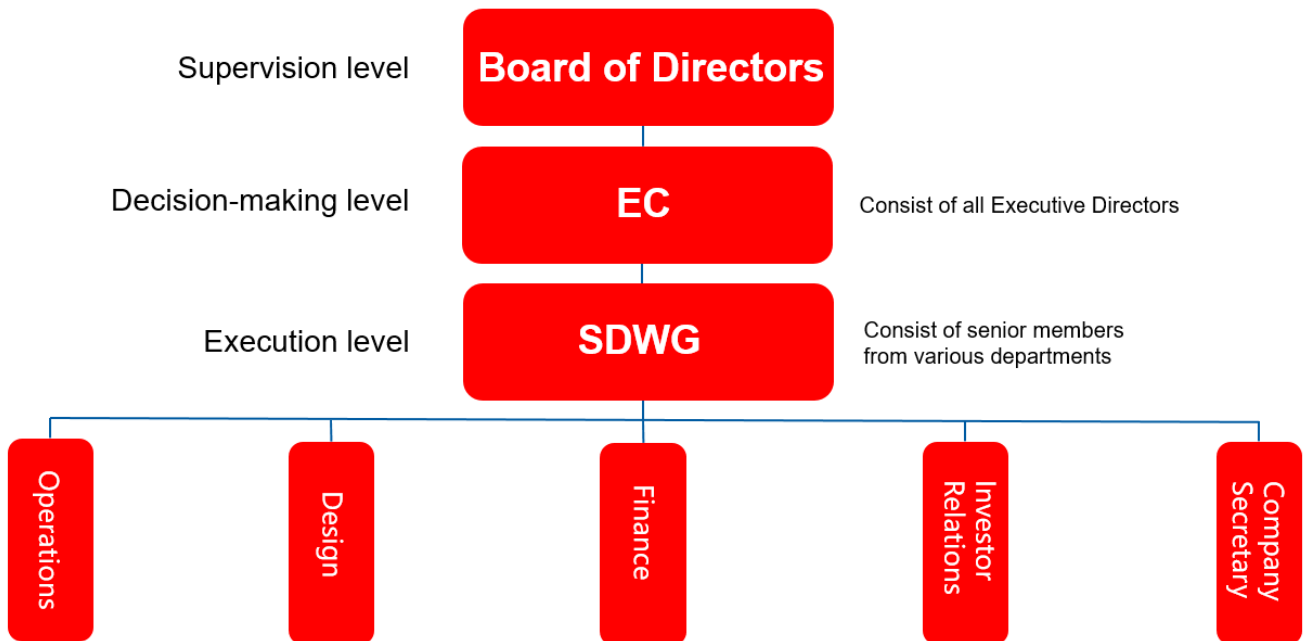 Supervision level
Board of Directors
Decision-making level
EC
Consist of all Executive Directors
Execution level
SDWG
Consist of senior members
from various departments
Operations
Design
Finance
Investor
Relations
Company
Secretary